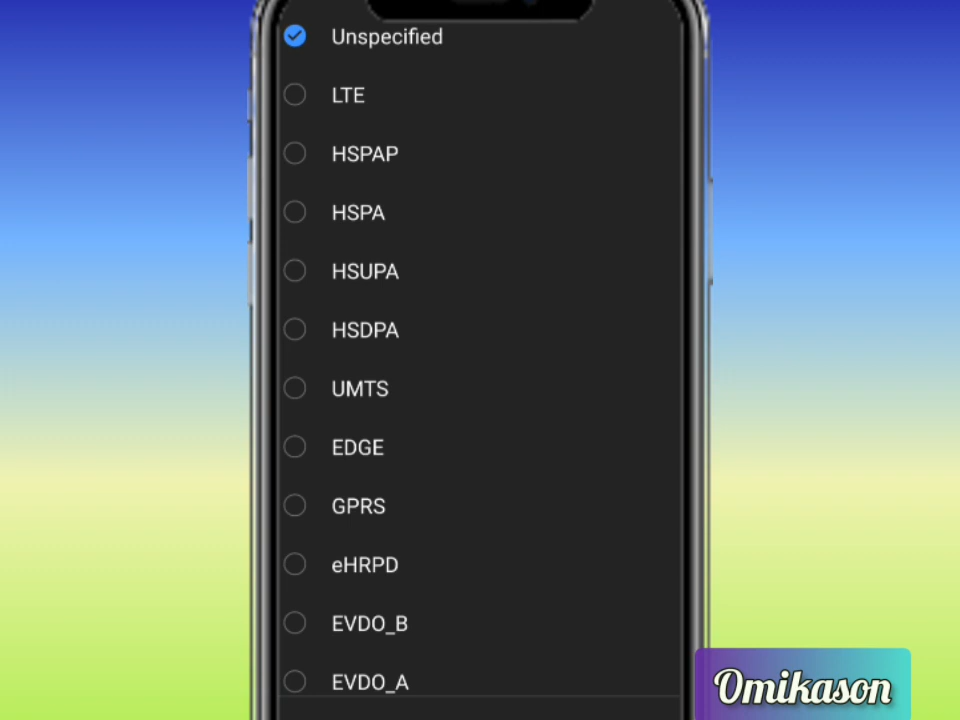 Unspecified
LTE
HSPAP
HSPA
HSUPA
HSDPA
UMTS
EDGE
GPRS
eHRPD
EVDO_B
EVDO_A
Omikason